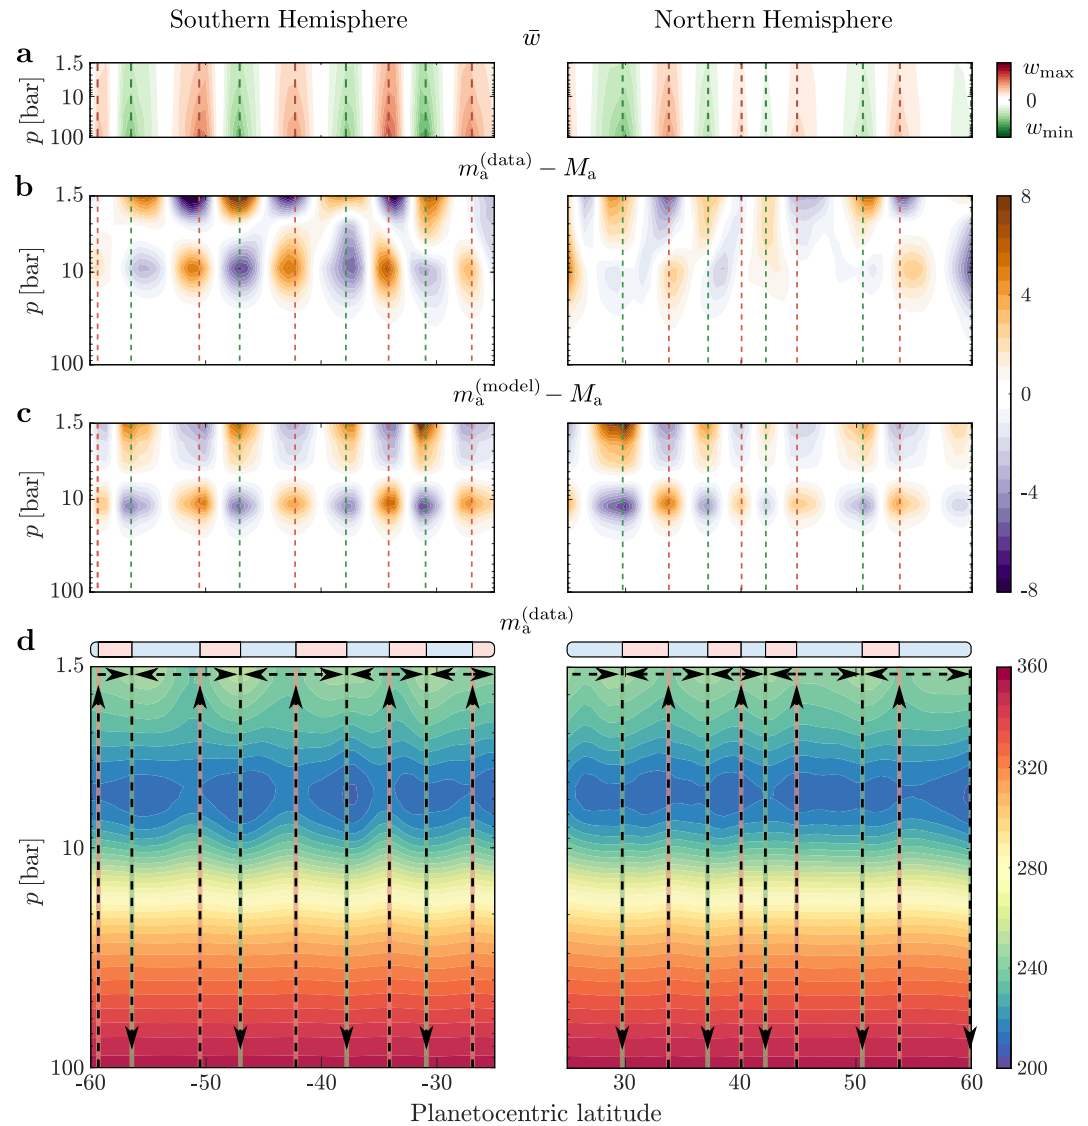 Southern Hemisphere Northern Hemisphere
w̄
a
p [bar]
1.5
10
100
w_max
0
w_min
m_a^(data) − M_a
b
p [bar]
1.5
10
100
8
4
0
-4
-8
m_a^(model) − M_a
c
p [bar]
1.5
10
100
m_a^(data)
d
p [bar]
1.5
10
100
360
320
280
240
200
-60 -50 -40 -30 30 40 50 60
Planetocentric latitude